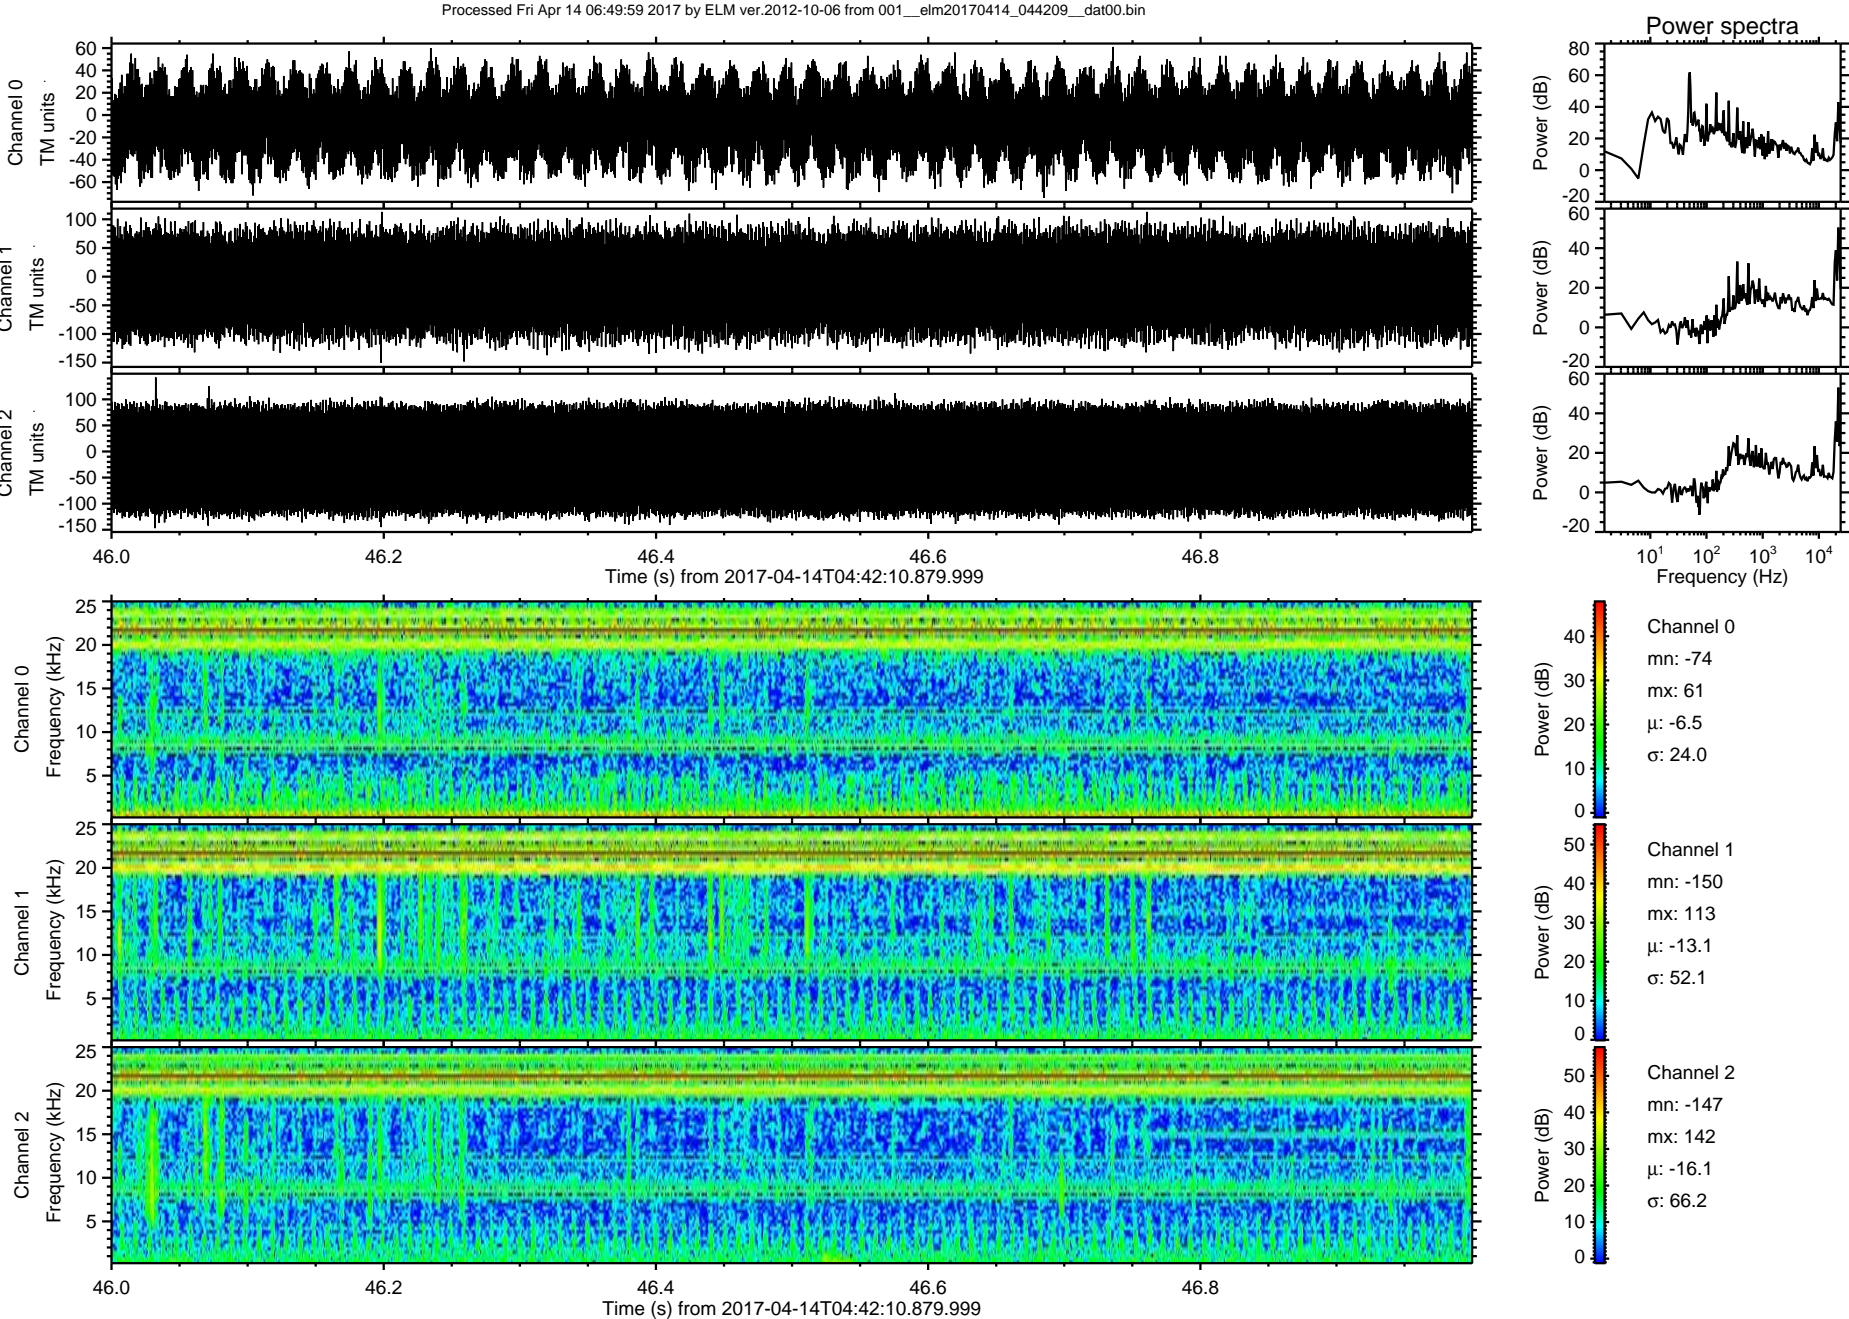 Processed Fri Apr 14 06:49:59 2017 by ELM ver.2012-10-06 from 001__elm20170414_044209__dat00.bin
Power spectra
Channel 0
TM units
60
40
20
0
-20
-40
-60
Power (dB)
80
60
40
20
0
-20
Channel 1
TM units
100
50
0
-50
-100
-150
Power (dB)
60
40
20
0
-20
Channel 2
TM units
100
50
0
-50
-100
-150
Power (dB)
60
40
20
0
-20
46.0 46.2 46.4 46.6 46.8
Time (s) from 2017-04-14T04:42:10.879.999
10¹ 10² 10³ 10⁴
Frequency (Hz)
Channel 0
Frequency (kHz)
25
20
15
10
5
Power (dB)
40
30
20
10
0
Channel 0
mn: -74
mx: 61
μ: -6.5
σ: 24.0
Channel 1
Frequency (kHz)
25
20
15
10
5
Power (dB)
50
40
30
20
10
0
Channel 1
mn: -150
mx: 113
μ: -13.1
σ: 52.1
Channel 2
Frequency (kHz)
25
20
15
10
5
Power (dB)
50
40
30
20
10
0
Channel 2
mn: -147
mx: 142
μ: -16.1
σ: 66.2
46.0 46.2 46.4 46.6 46.8
Time (s) from 2017-04-14T04:42:10.879.999